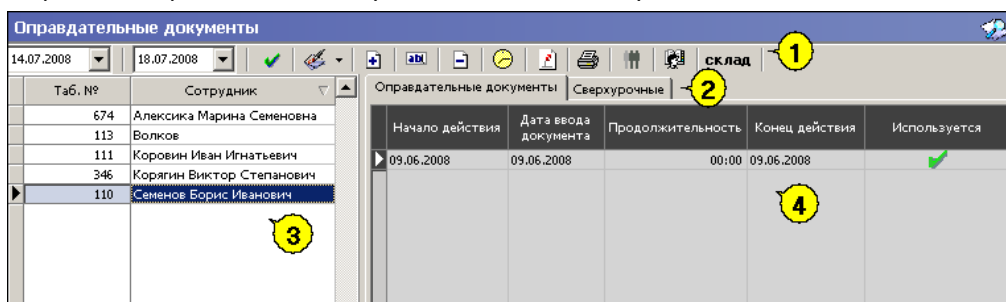 Оправдательные документы
14.07.2008 18.07.2008 abl склад 1
Оправдательные документы Сверхурочные 2
Таб. № Сотрудник
Начало действия Дата ввода документа Продолжительность Конец действия Используется
674 Алексика Марина Семеновна
113 Волков
111 Коровин Иван Игнатьевич
346 Корягин Виктор Степанович
110 Семенов Борис Иванович
09.06.2008 09.06.2008 00:00 09.06.2008
3
4